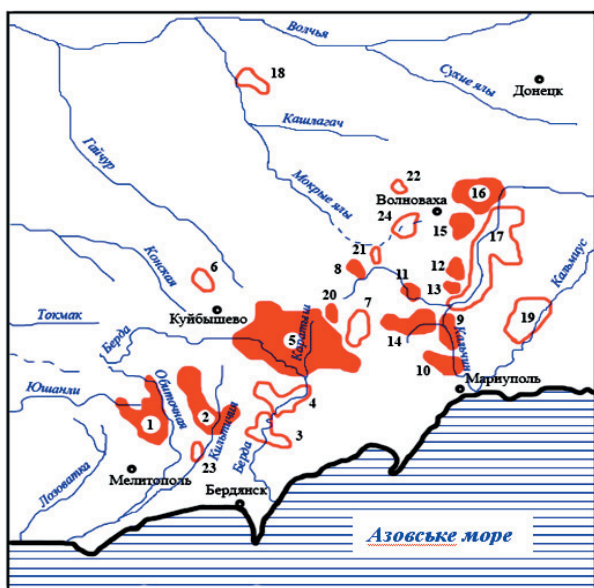 Волчья
18
Сухие ялы
Донецк
Кашлагач
Гайчур
Мокрые ялы
22
Волноваха
16
24
15
17
Конская
21
6
8
12
Кальмиус
11
13
Куйбышево
20
7
19
Токмак
Каратыш
9
5
14
Берда
Кальчик
10
Юшанли
Обиточная
Мариуполь
2
4
1
Кильтичия
3
23
Берда
Лозоватка
Мелитополь
Бердянск
Азовське море